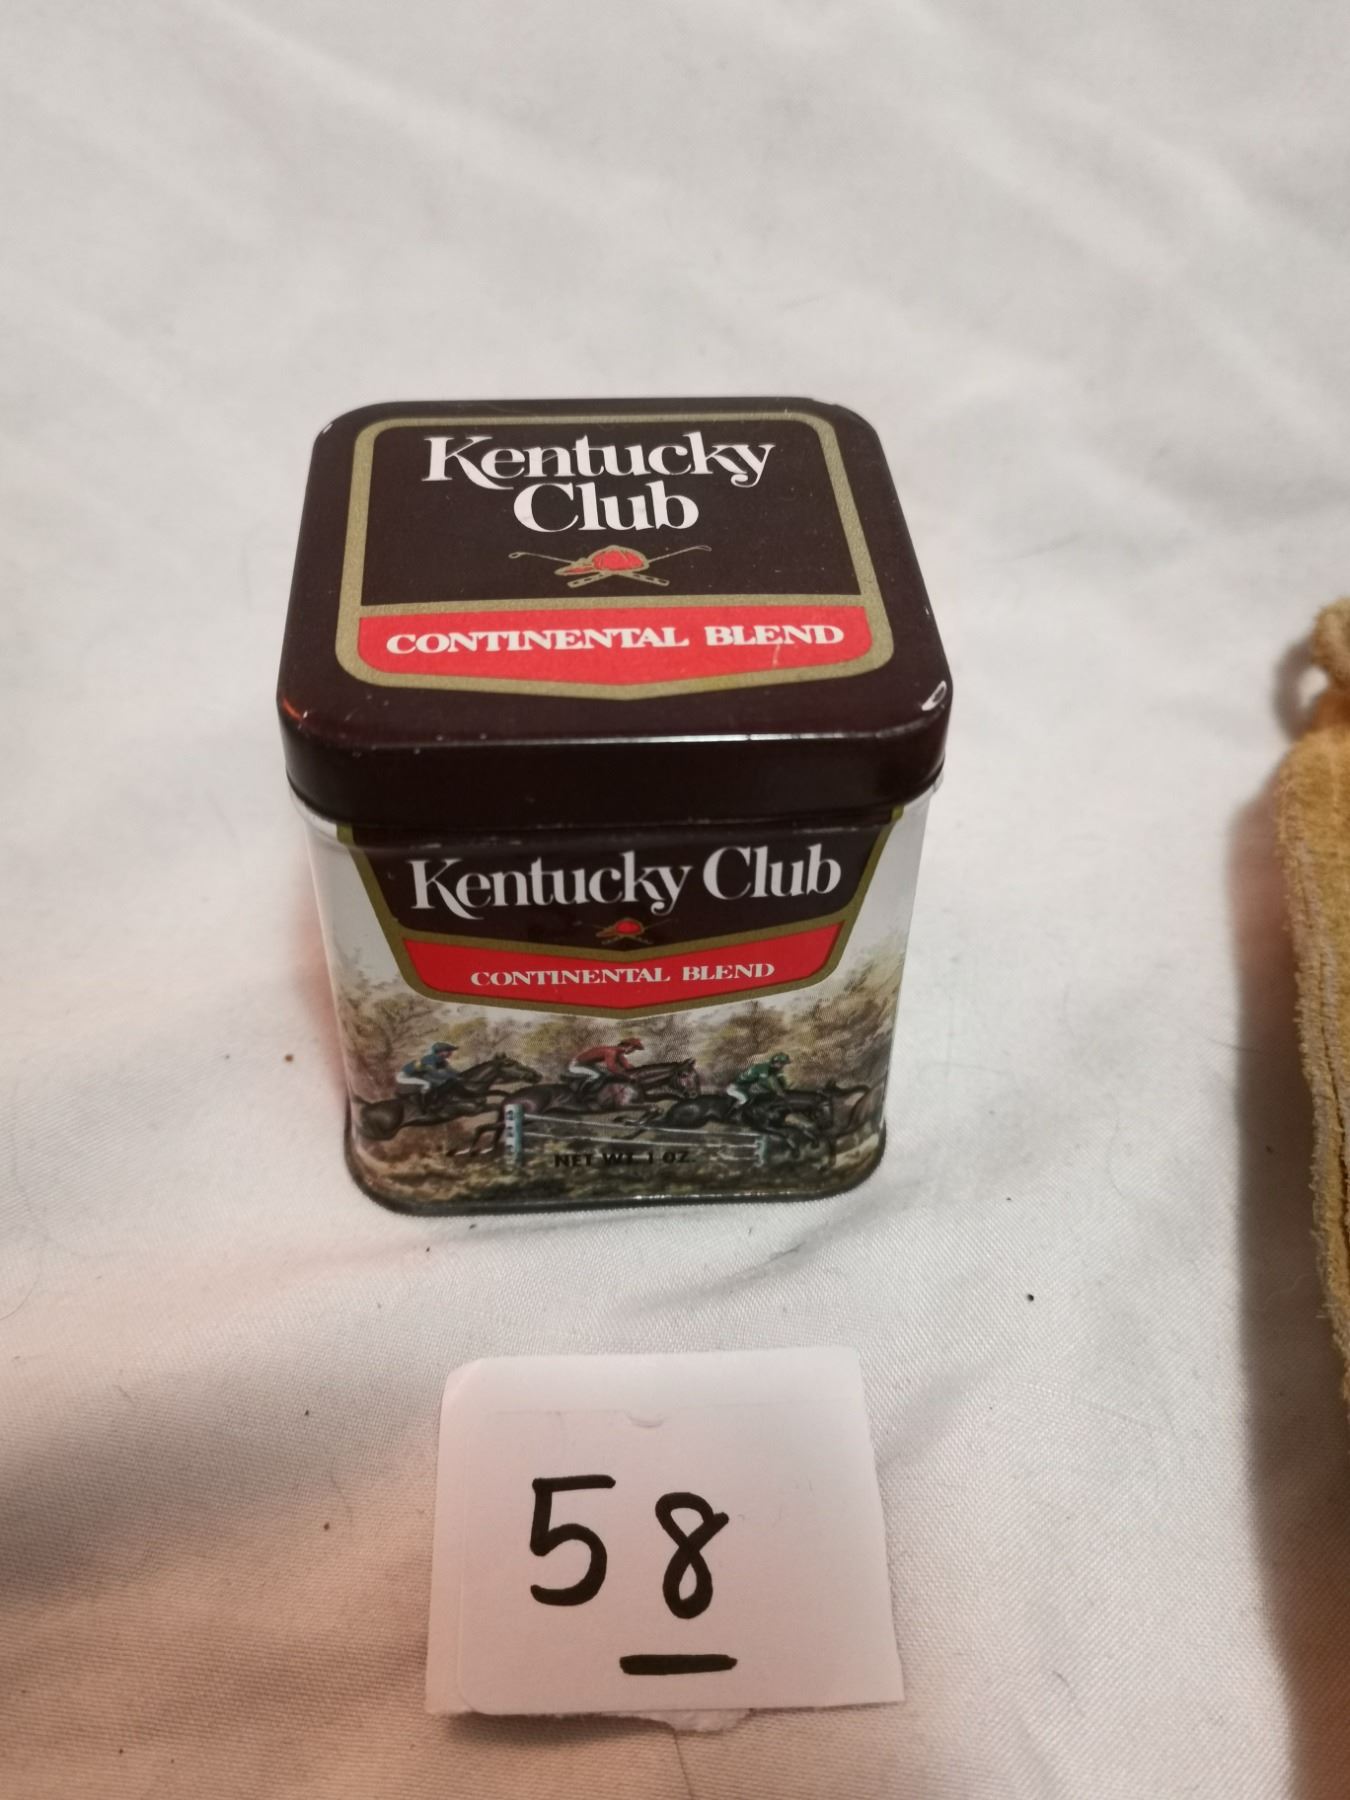 Kentucky
Club
CONTINENTAL BLEND
Kentucky Club
CONTINENTAL BLEND
NET WT. 1 OZ.
58